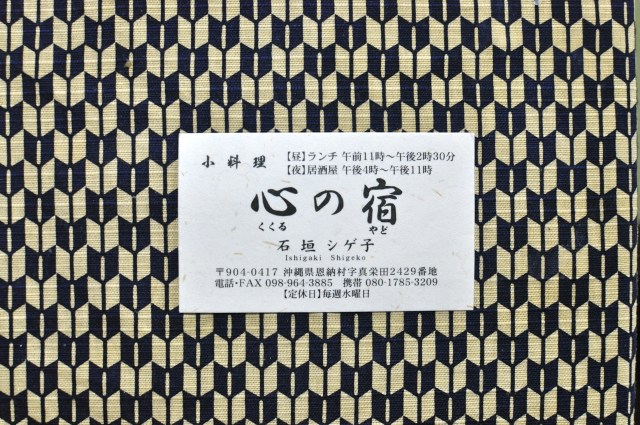 小料理
【昼】ランチ 午前11時～午後2時30分
【夜】居酒屋 午後4時～午後11時
心の宿
くくる やど
石垣シゲ子
Ishigaki Shigeko
〒904-0417 沖縄県恩納村字真栄田2429番地
電話・FAX 098-964-3885 携帯 080-1785-3209
【定休日】毎週水曜日